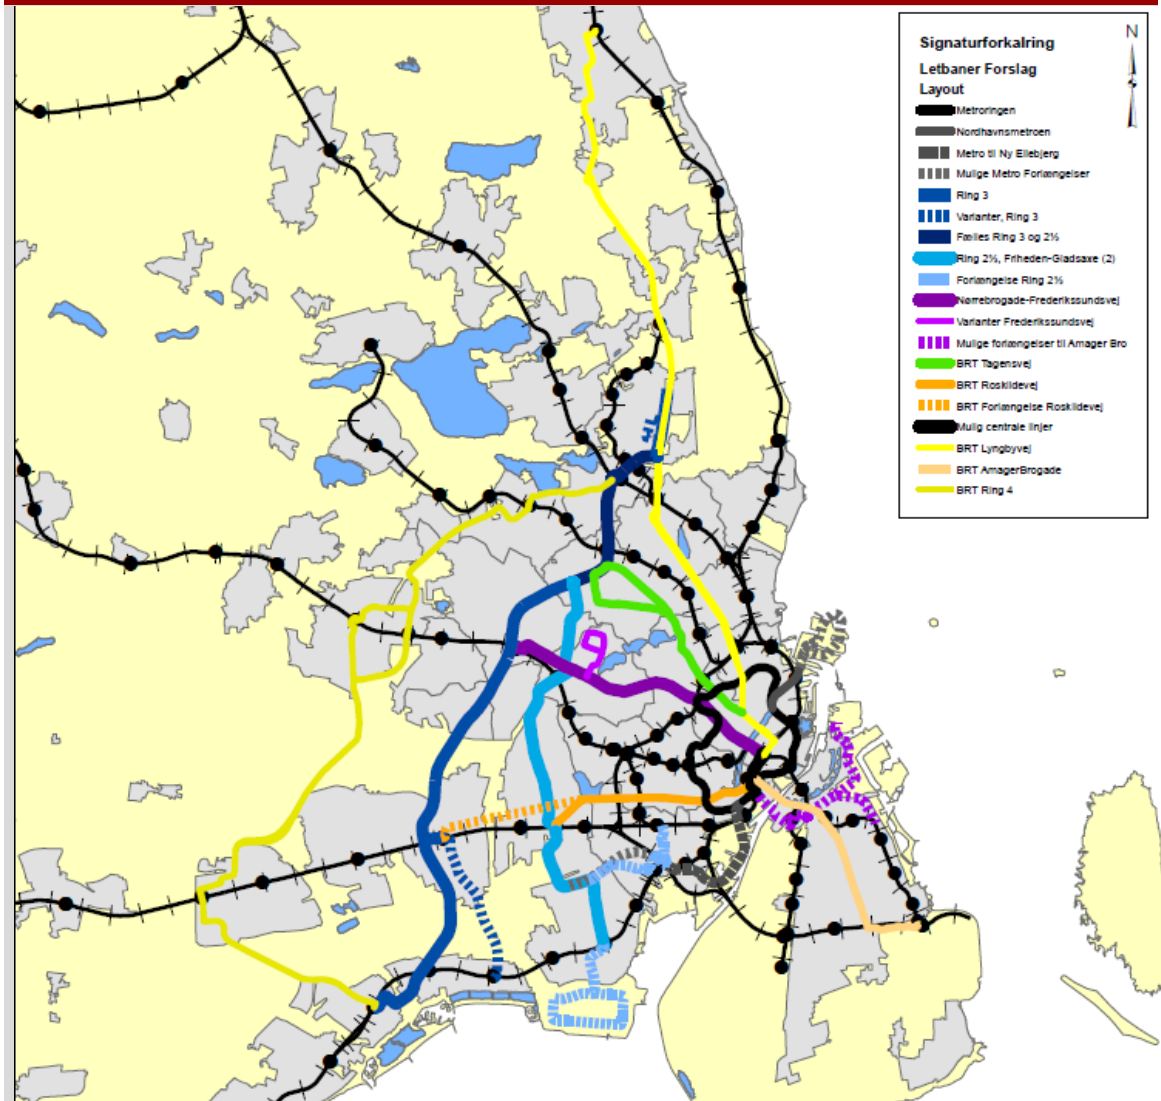 N
Signaturforkalring
Letbaner Forslag
Layout
Metroringen
Nordhavnsmetroen
Metro til Ny Ellebjerg
Mulige Metro Forlængelser
Ring 3
Varianter, Ring 3
Fælles Ring 3 og 2½
Ring 2½, Friheden-Gladsaxe (2)
Forlængelse Ring 2½
Nørrebrogade-Frederikssundsvej
Varianter Frederikssundsvej
Mulige forlængelser til Amager Bro
BRT Tagensvej
BRT Roskildevej
BRT Forlængelse Roskildevej
Mulig centrale linjer
BRT Lyngbyvej
BRT AmagerBrogade
BRT Ring 4